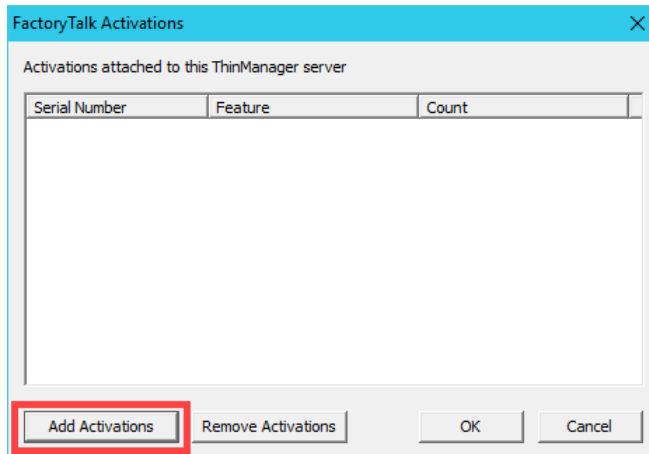 FactoryTalk Activations
Activations attached to this ThinManager server
Serial Number Feature Count
Add Activations Remove Activations OK Cancel